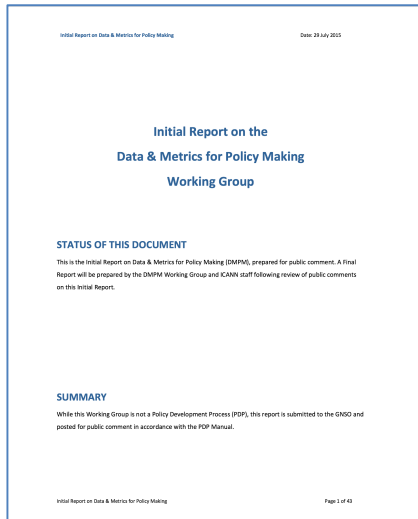 Initial Report on Data & Metrics for Policy Making Date: 29 July 2015
Initial Report on the
Data & Metrics for Policy Making
Working Group
STATUS OF THIS DOCUMENT
This is the Initial Report on Data & Metrics for Policy Making (DMPM), prepared for public comment. A Final
Report will be prepared by the DMPM Working Group and ICANN staff following review of public comments
on this Initial Report.
SUMMARY
While this Working Group is not a Policy Development Process (PDP), this report is submitted to the GNSO and
posted for public comment in accordance with the PDP Manual.
Initial Report on Data & Metrics for Policy Making Page 1 of 43